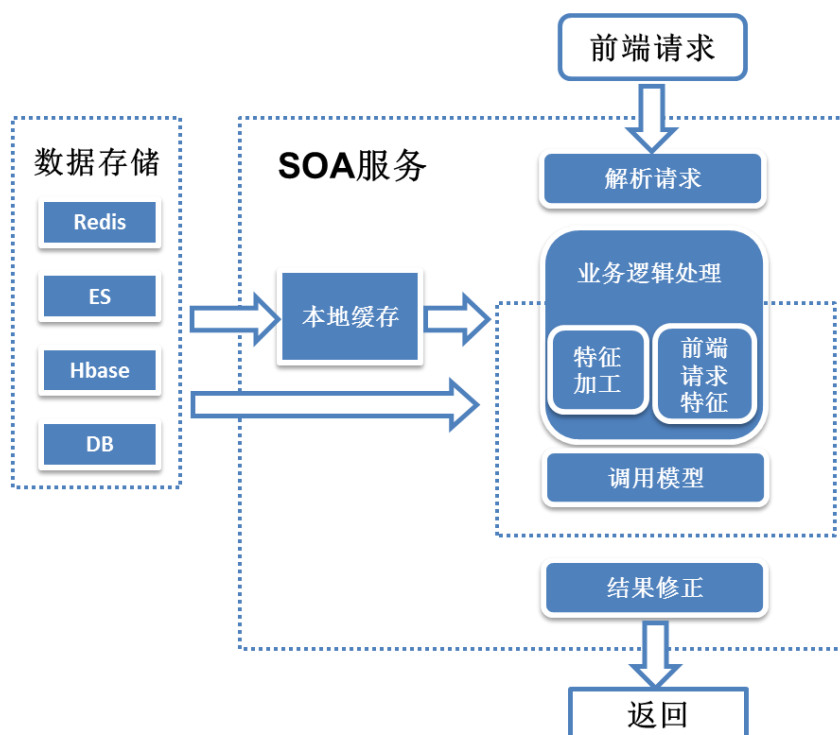 前端请求
数据存储
SOA服务
解析请求
Redis
ES
Hbase
DB
本地缓存
业务逻辑处理
特征
加工
前端
请求
特征
调用模型
结果修正
返回